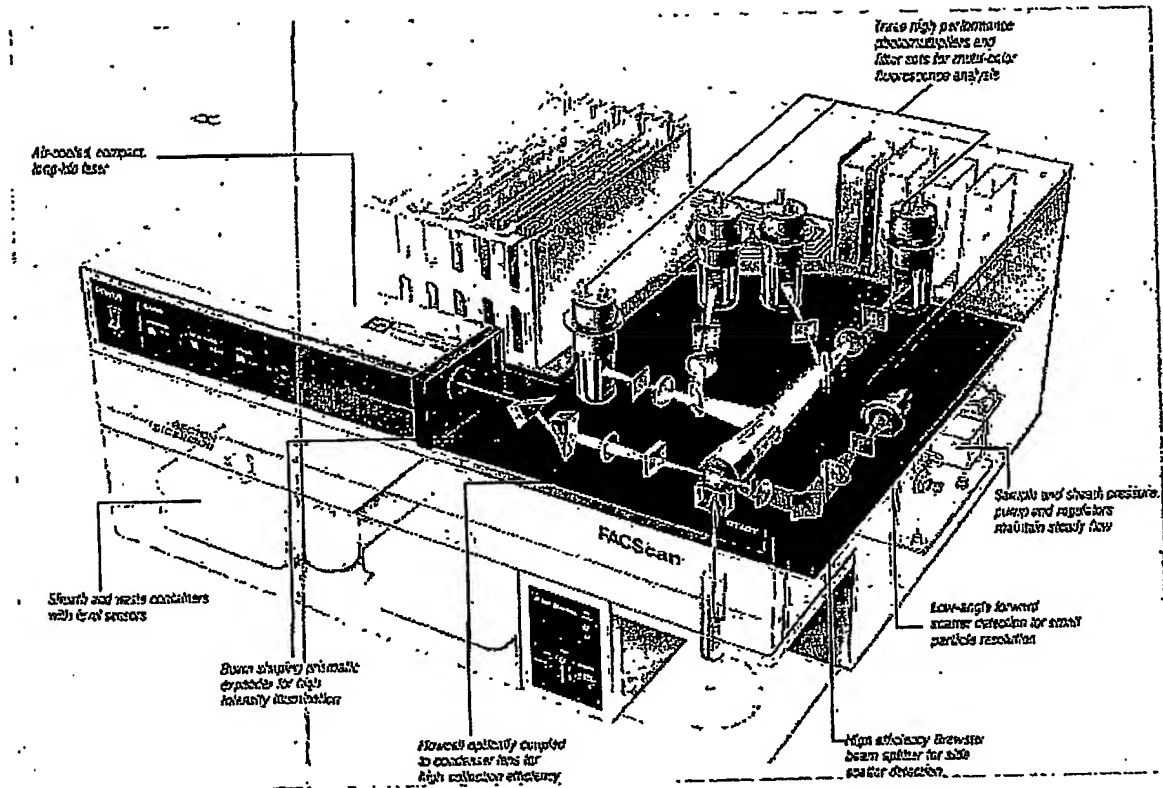 Three high performance
photomultipliers and
filter sets for multi-color
fluorescence analysis
Air-cooled, compact,
long-life laser
FACScan
Sample and sheath pressure,
pump and regulators
maintain steady flow
Sheath and waste containers
with level sensors
Low-angle forward
scatter detection for small
particle resolution
Beam shaping prismatic
expander for high
intensity illumination
Flowcell optically coupled
to condenser lens for
high collection efficiency
High efficiency Brewster
beam splitter for side
scatter detection